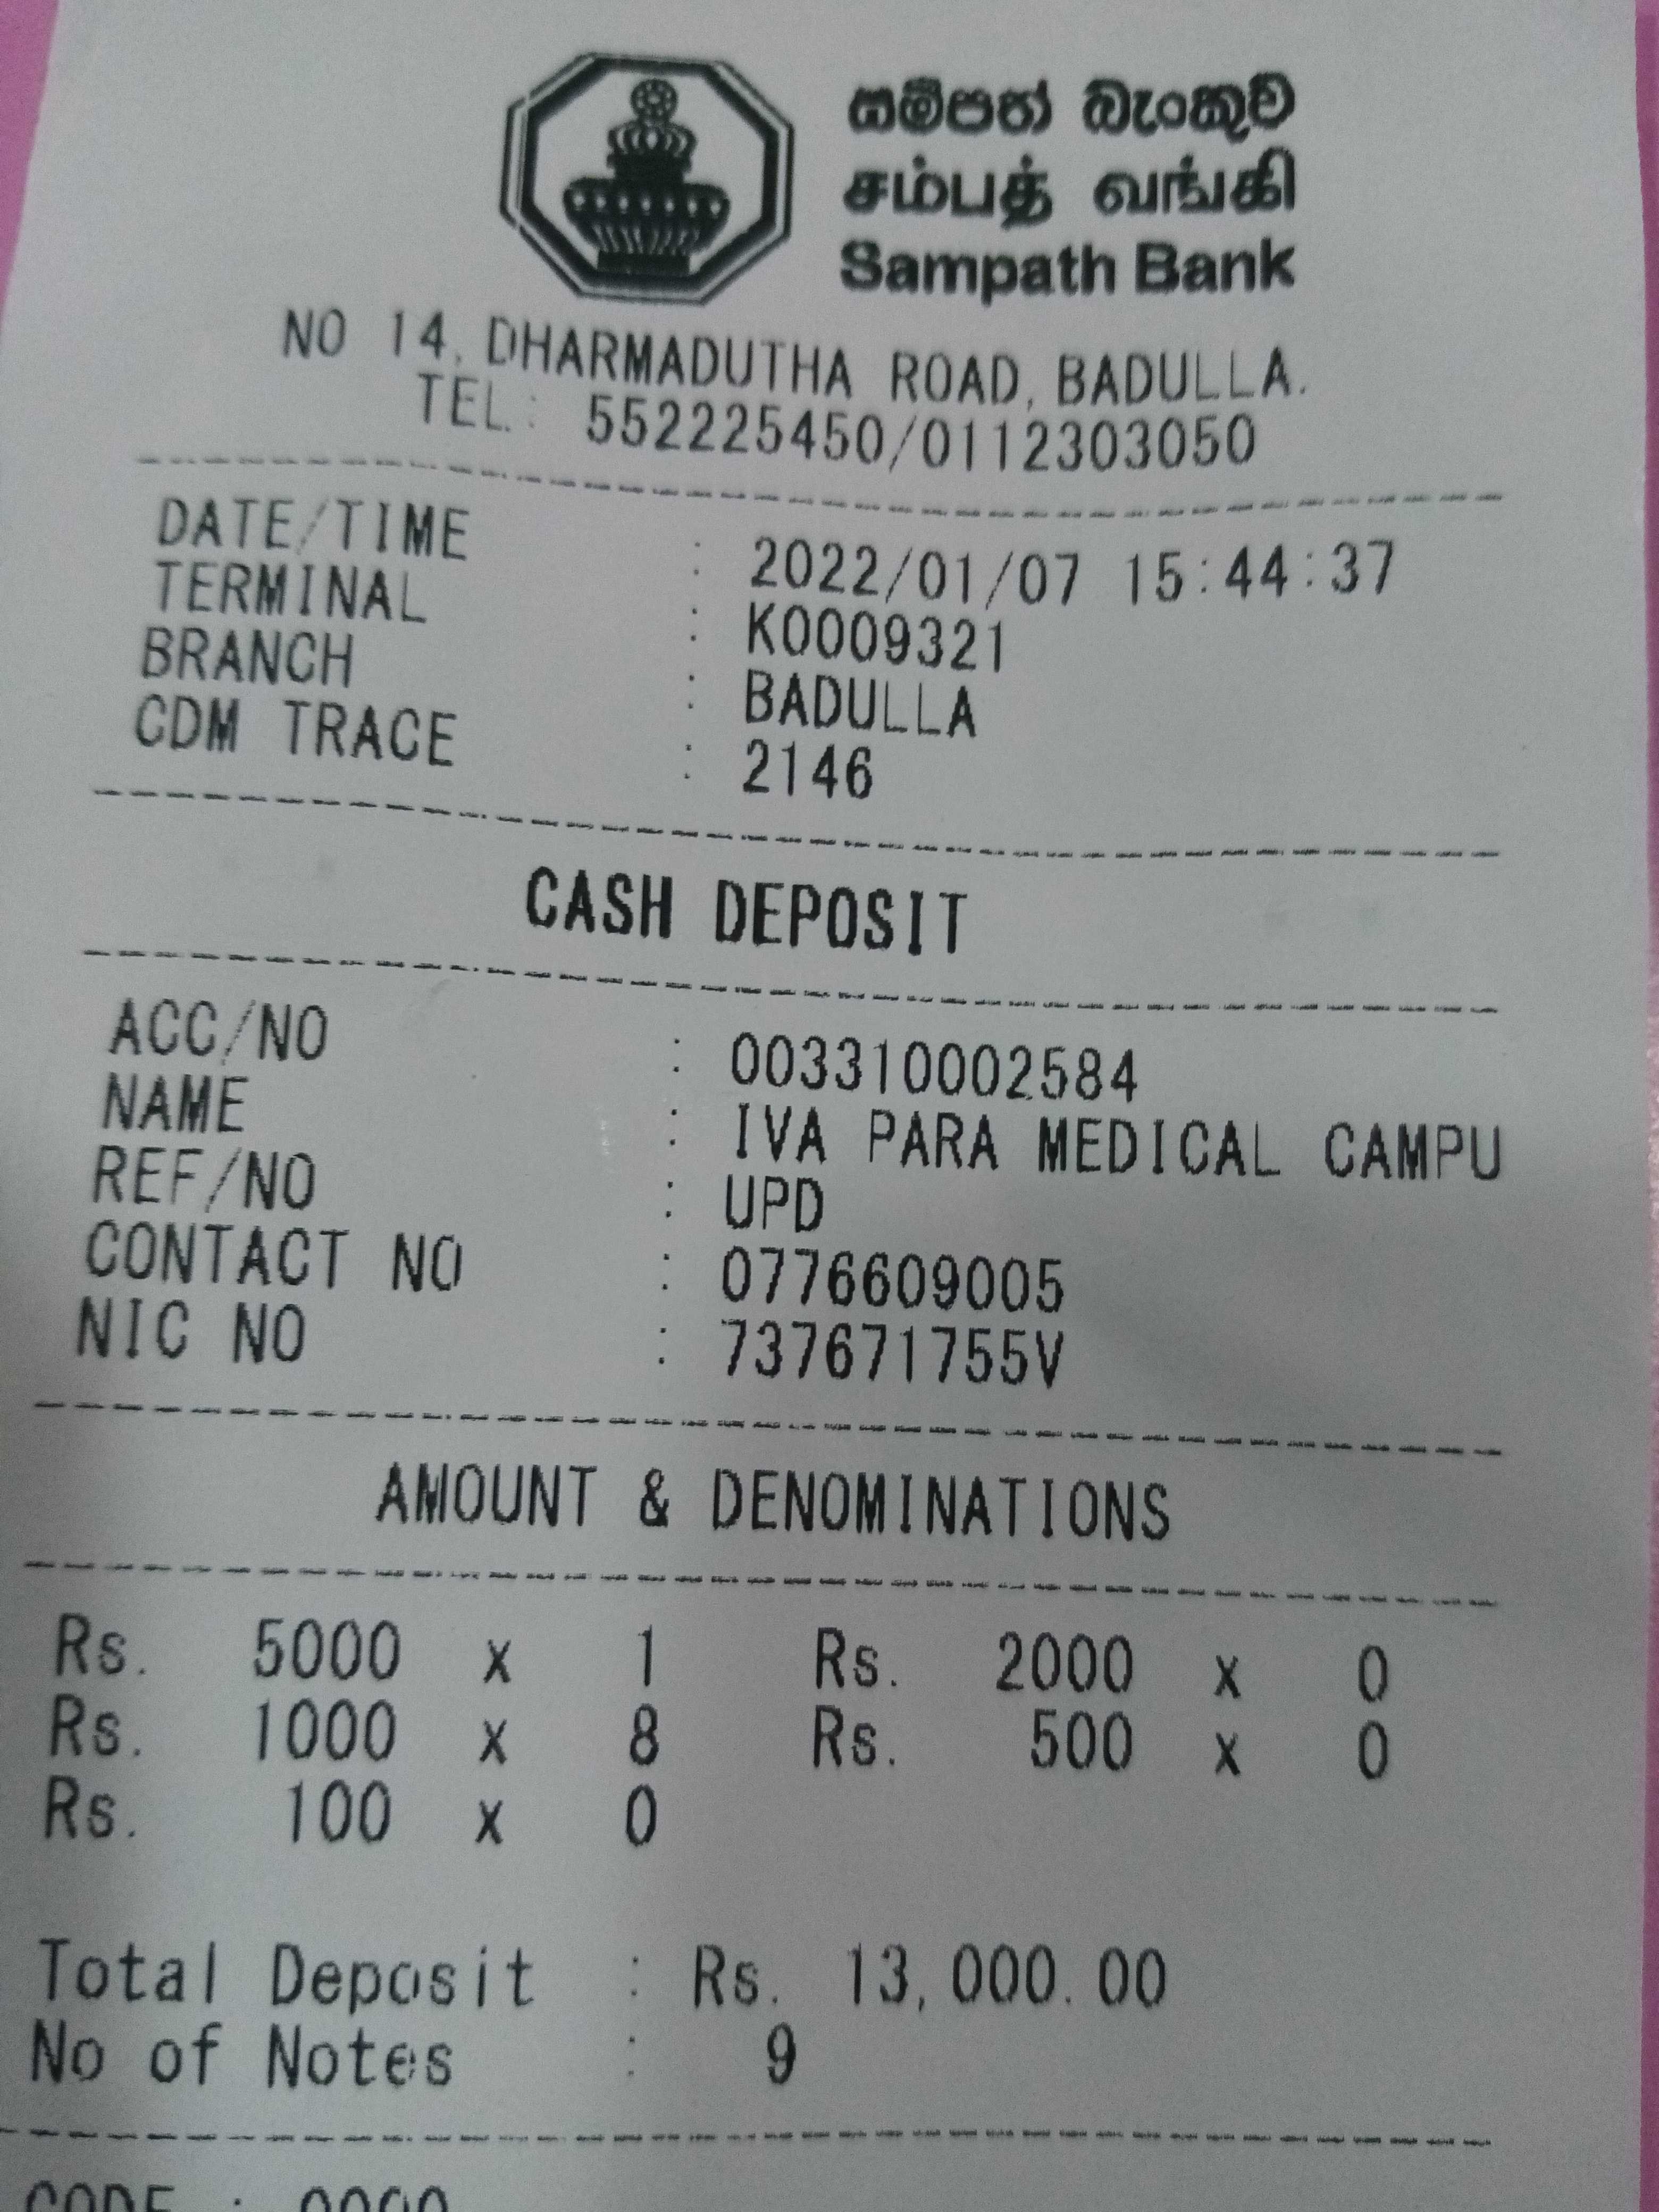 සම්පත් බැංකුව
சம்பத் வங்கி
Sampath Bank
NO 14, DHARMADUTHA ROAD, BADULLA.
TEL: 552225450/0112303050
DATE/TIME : 2022/01/07 15:44:37
TERMINAL : K0009321
BRANCH : BADULLA
CDM TRACE : 2146
CASH DEPOSIT
ACC/NO : 003310002584
NAME : IVA PARA MEDICAL CAMPU
REF/NO : UPD
CONTACT NO : 0776609005
NIC NO : 737671755V
AMOUNT & DENOMINATIONS
Rs. 5000 x 1 Rs. 2000 x 0
Rs. 1000 x 8 Rs. 500 x 0
Rs. 100 x 0
Total Deposit : Rs. 13,000.00
No of Notes : 9
CODE : 0000